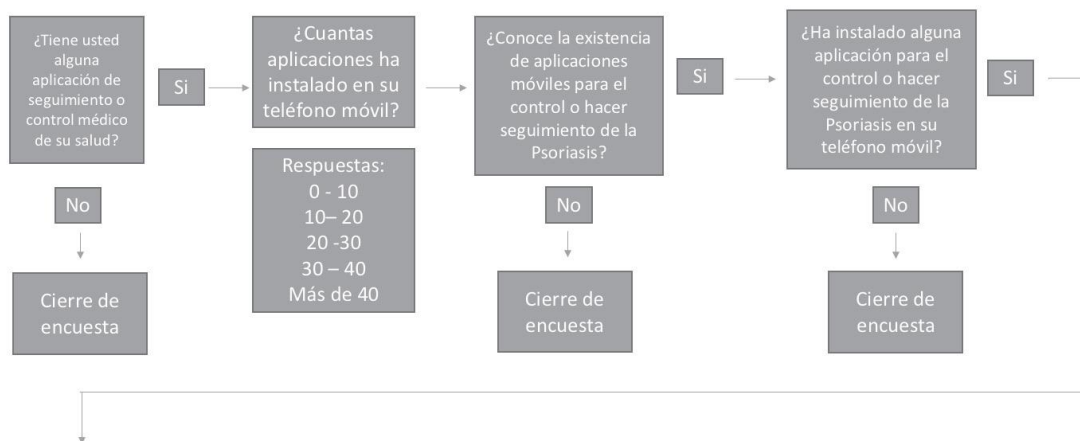 ¿Tiene usted
alguna
aplicación de
seguimiento o
control médico
de su salud?
Si
¿Cuantas
aplicaciones ha
instalado en su
teléfono móvil?
¿Conoce la existencia
de aplicaciones
móviles para el
control o hacer
seguimiento de la
Psoriasis?
Si
¿Ha instalado alguna
aplicación para el
control o hacer
seguimiento de la
Psoriasis en su
teléfono móvil?
Si
Respuestas:
0 - 10
10– 20
20 -30
30 – 40
Más de 40
No
No
No
Cierre de
encuesta
Cierre de
encuesta
Cierre de
encuesta